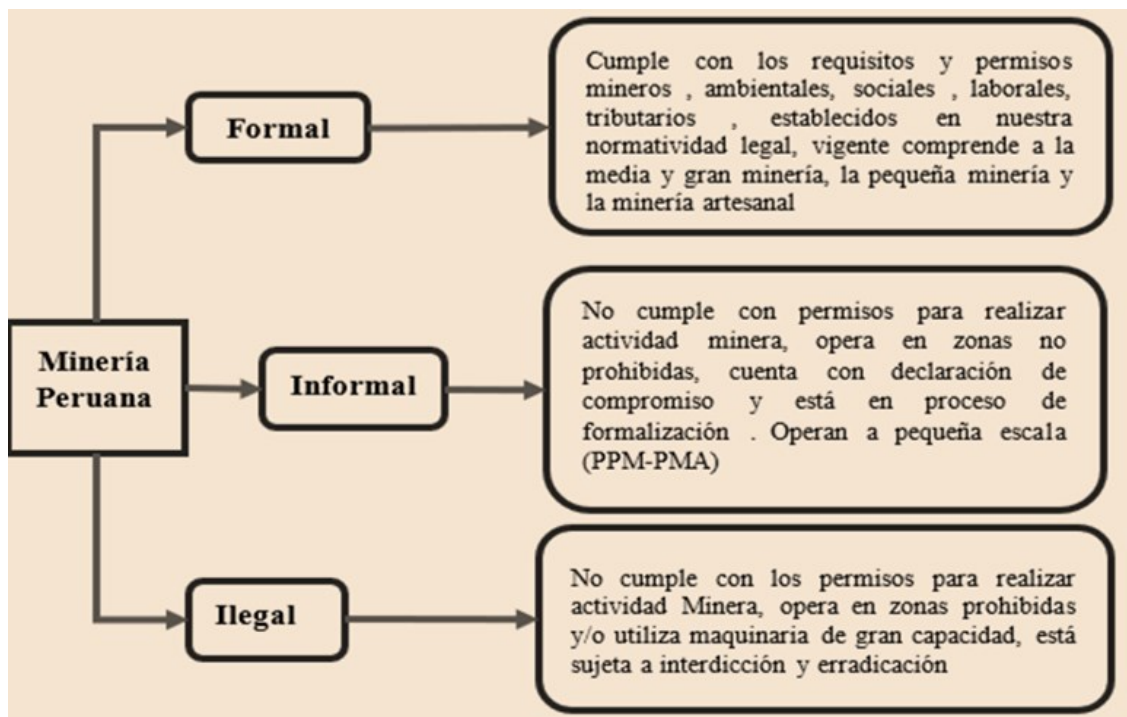 Formal
Cumple con los requisitos y permisos
mineros , ambientales, sociales , laborales,
tributarios , establecidos en nuestra
normatividad legal, vigente comprende a la
media y gran minería, la pequeña minería y
la minería artesanal
Minería
Peruana
Informal
No cumple con permisos para realizar
actividad minera, opera en zonas no
prohibidas, cuenta con declaración de
compromiso y está en proceso de
formalización . Operan a pequeña escala
(PPM-PMA)
Ilegal
No cumple con los permisos para realizar
actividad Minera, opera en zonas prohibidas
y/o utiliza maquinaria de gran capacidad, está
sujeta a interdicción y erradicación